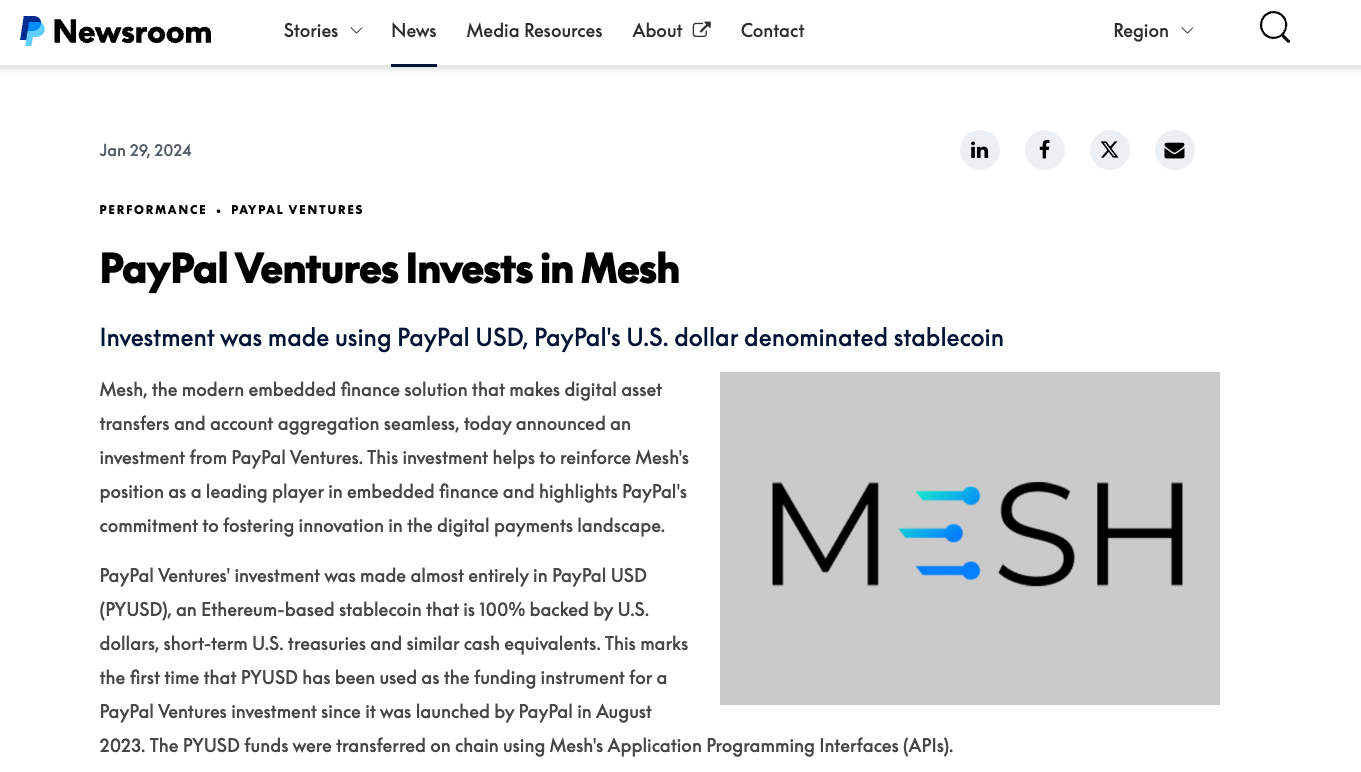 Newsroom
Stories
News
Media Resources
About
Contact
Region
Jan 29, 2024
PERFORMANCE • PAYPAL VENTURES
PayPal Ventures Invests in Mesh
Investment was made using PayPal USD, PayPal's U.S. dollar denominated stablecoin
Mesh, the modern embedded finance solution that makes digital asset
transfers and account aggregation seamless, today announced an
investment from PayPal Ventures. This investment helps to reinforce Mesh's
position as a leading player in embedded finance and highlights PayPal's
commitment to fostering innovation in the digital payments landscape.
MESH
PayPal Ventures' investment was made almost entirely in PayPal USD
(PYUSD), an Ethereum-based stablecoin that is 100% backed by U.S.
dollars, short-term U.S. treasuries and similar cash equivalents. This marks
the first time that PYUSD has been used as the funding instrument for a
PayPal Ventures investment since it was launched by PayPal in August
2023. The PYUSD funds were transferred on chain using Mesh's Application Programming Interfaces (APIs).